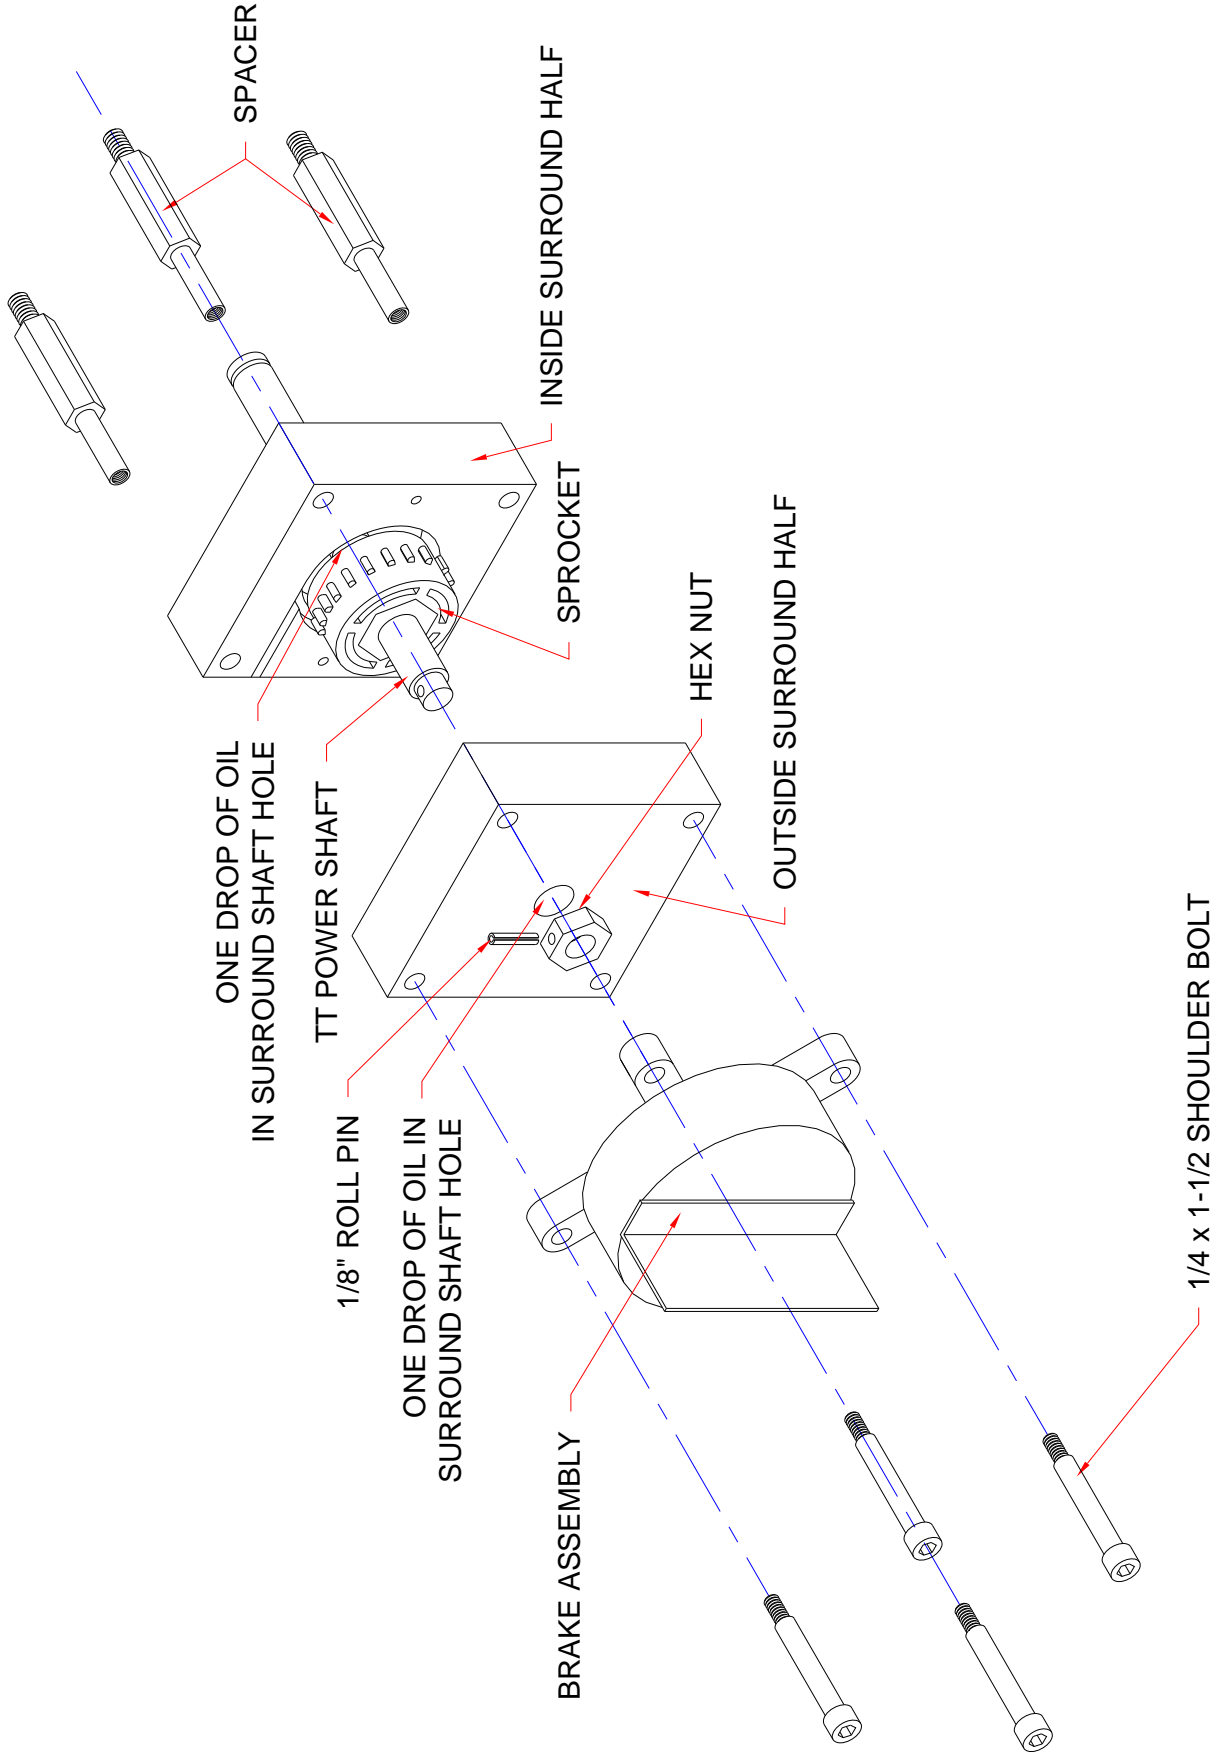 SPACER
INSIDE SURROUND HALF
SPROCKET
ONE DROP OF OIL
IN SURROUND SHAFT HOLE
TT POWER SHAFT
HEX NUT
OUTSIDE SURROUND HALF
1/8" ROLL PIN
ONE DROP OF OIL IN
SURROUND SHAFT HOLE
BRAKE ASSEMBLY
1/4 x 1-1/2 SHOULDER BOLT